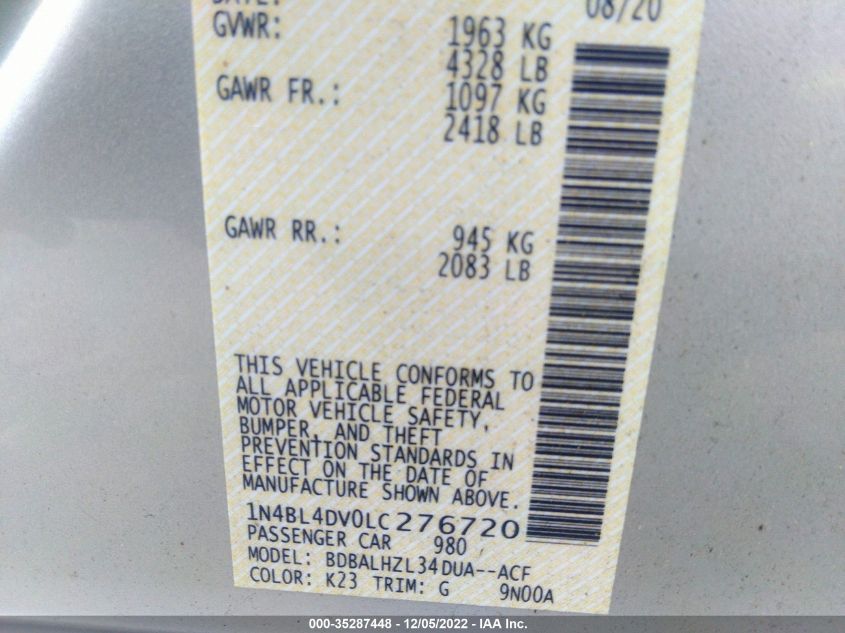 DATE: 08/20
GVWR: 1963 KG
4328 LB
GAWR FR.: 1097 KG
2418 LB
GAWR RR.: 945 KG
2083 LB
THIS VEHICLE CONFORMS TO
ALL APPLICABLE FEDERAL
MOTOR VEHICLE SAFETY,
BUMPER, AND THEFT
PREVENTION STANDARDS IN
EFFECT ON THE DATE OF
MANUFACTURE SHOWN ABOVE.
1N4BL4DV0LC276720
PASSENGER CAR 980
MODEL: BDBALHZL34DUA--ACF
COLOR: K23 TRIM: G 9N00A
000-35287448 - 12/05/2022 - IAA Inc.